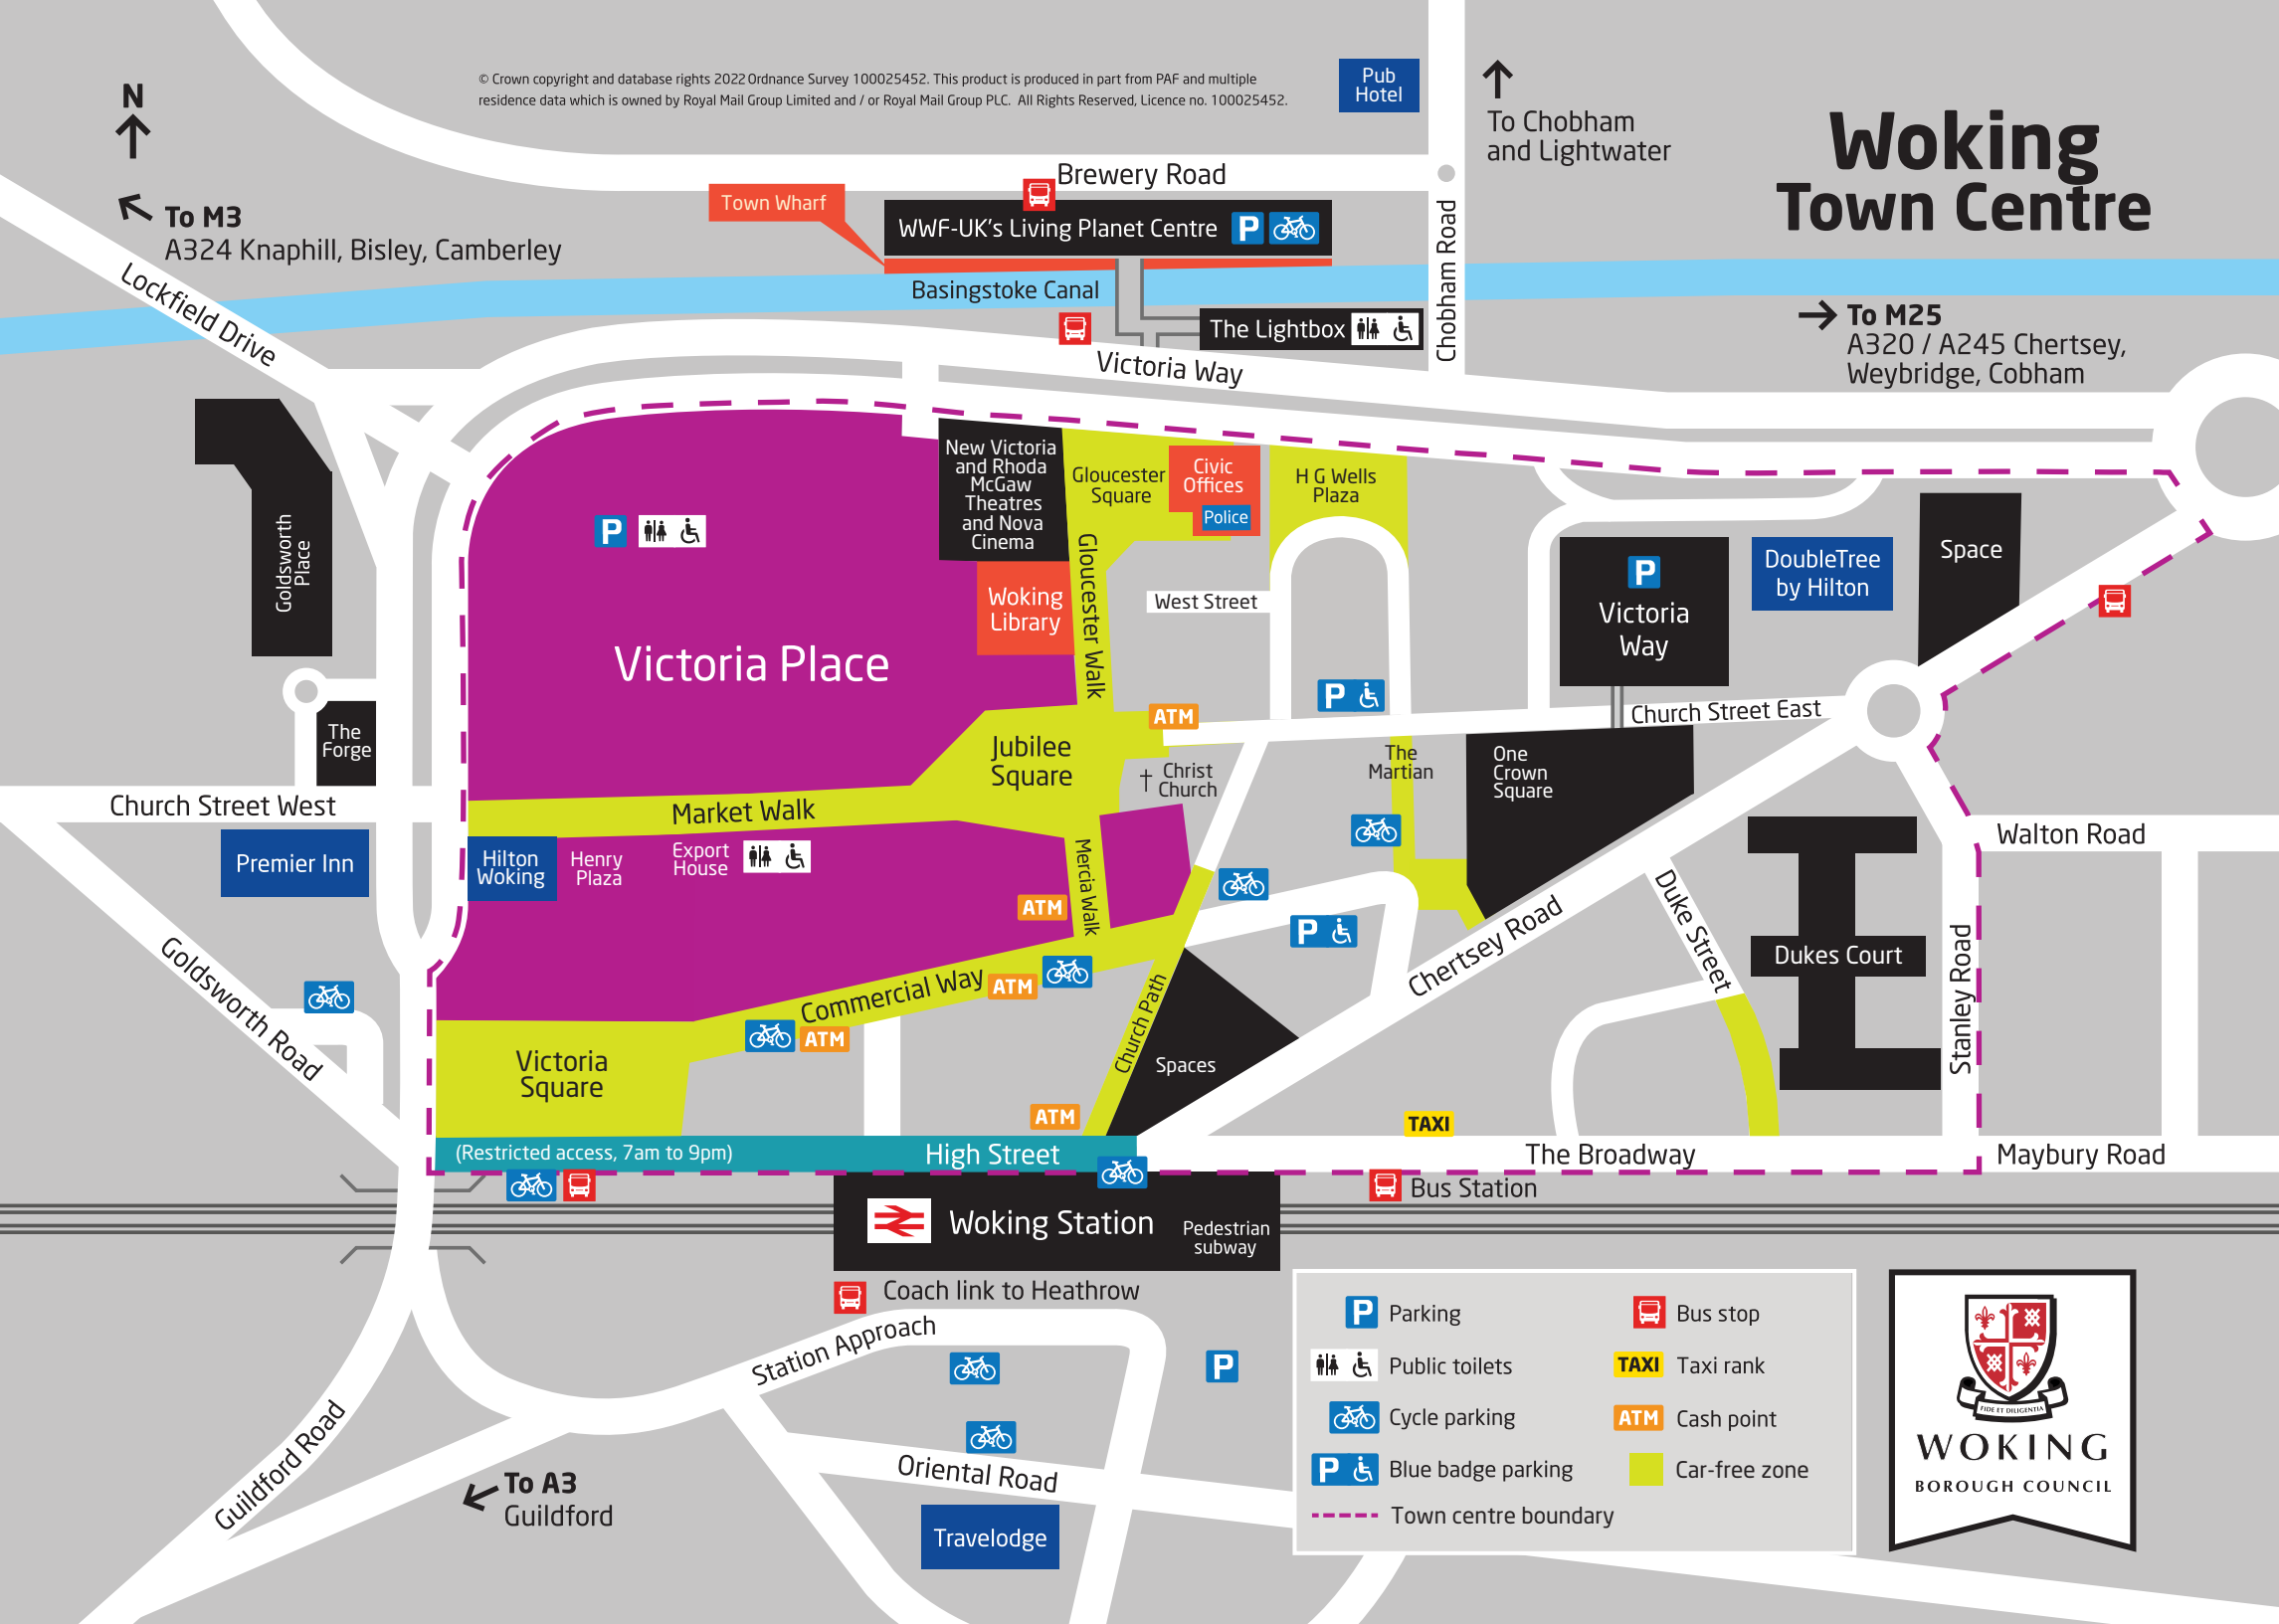 © Crown copyright and database rights 2022 Ordnance Survey 100025452. This product is produced in part from PAF and multiple
residence data which is owned by Royal Mail Group Limited and / or Royal Mail Group PLC.  All Rights Reserved, Licence no. 100025452.
Pub
Hotel
To Chobham
and Lightwater
Woking
Town Centre
N
To M3
A324 Knaphill, Bisley, Camberley
Lockfield Drive
Brewery Road
Town Wharf
WWF-UK's Living Planet Centre
P
Basingstoke Canal
The Lightbox
Chobham Road
Victoria Way
To M25
A320 / A245 Chertsey,
Weybridge, Cobham
Goldsworth
Place
P
New Victoria
and Rhoda
McGaw
Theatres
and Nova
Cinema
Gloucester
Square
Civic
Offices
Police
H G Wells
Plaza
Woking
Library
Gloucester Walk
West Street
P
Victoria
Way
DoubleTree
by Hilton
Space
Victoria Place
P
The
Forge
ATM
Church Street East
Jubilee
Square
Christ
Church
The
Martian
One
Crown
Square
Church Street West
Market Walk
Premier Inn
Hilton
Woking
Henry
Plaza
Export
House
Mercia Walk
ATM
P
Walton Road
Duke Street
Chertsey Road
Dukes Court
Stanley Road
Goldsworth Road
Commercial Way
ATM
ATM
Church Path
Spaces
Victoria
Square
ATM
TAXI
(Restricted access, 7am to 9pm)
High Street
The Broadway
Maybury Road
Bus Station
Woking Station
Pedestrian
subway
Coach link to Heathrow
Station Approach
P
Guildford Road
Oriental Road
To A3
Guildford
Travelodge
P
Parking
Bus stop
Public toilets
TAXI
Taxi rank
Cycle parking
ATM
Cash point
P
Blue badge parking
Car-free zone
Town centre boundary
FIDE ET DILIGENTIA
WOKING
BOROUGH COUNCIL